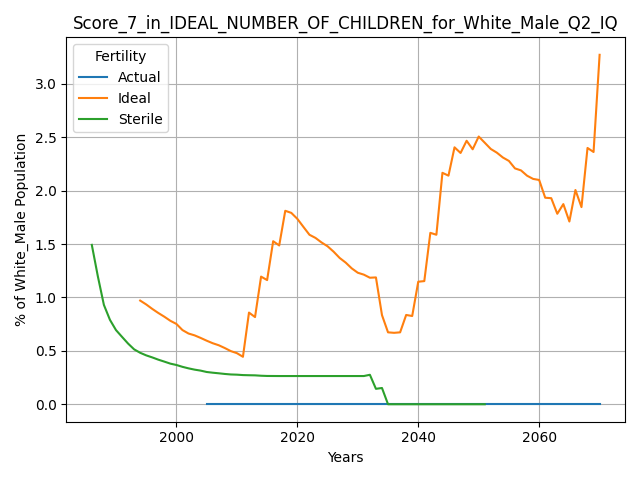 Score_7_in_IDEAL_NUMBER_OF_CHILDREN_for_White_Male_Q2_IQ
Fertility
Actual
Ideal
Sterile
% of White_Male Population
3.0
2.5
2.0
1.5
1.0
0.5
0.0
2000
2020
2040
2060
Years